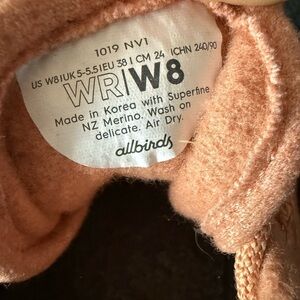 1019 NV1
US W8 | UK 5-5.5 | EU 38 | CM 24 | CHN 240/90
WR/W8
Made in Korea with Superfine
NZ Merino. Wash on
delicate. Air Dry.
allbirds